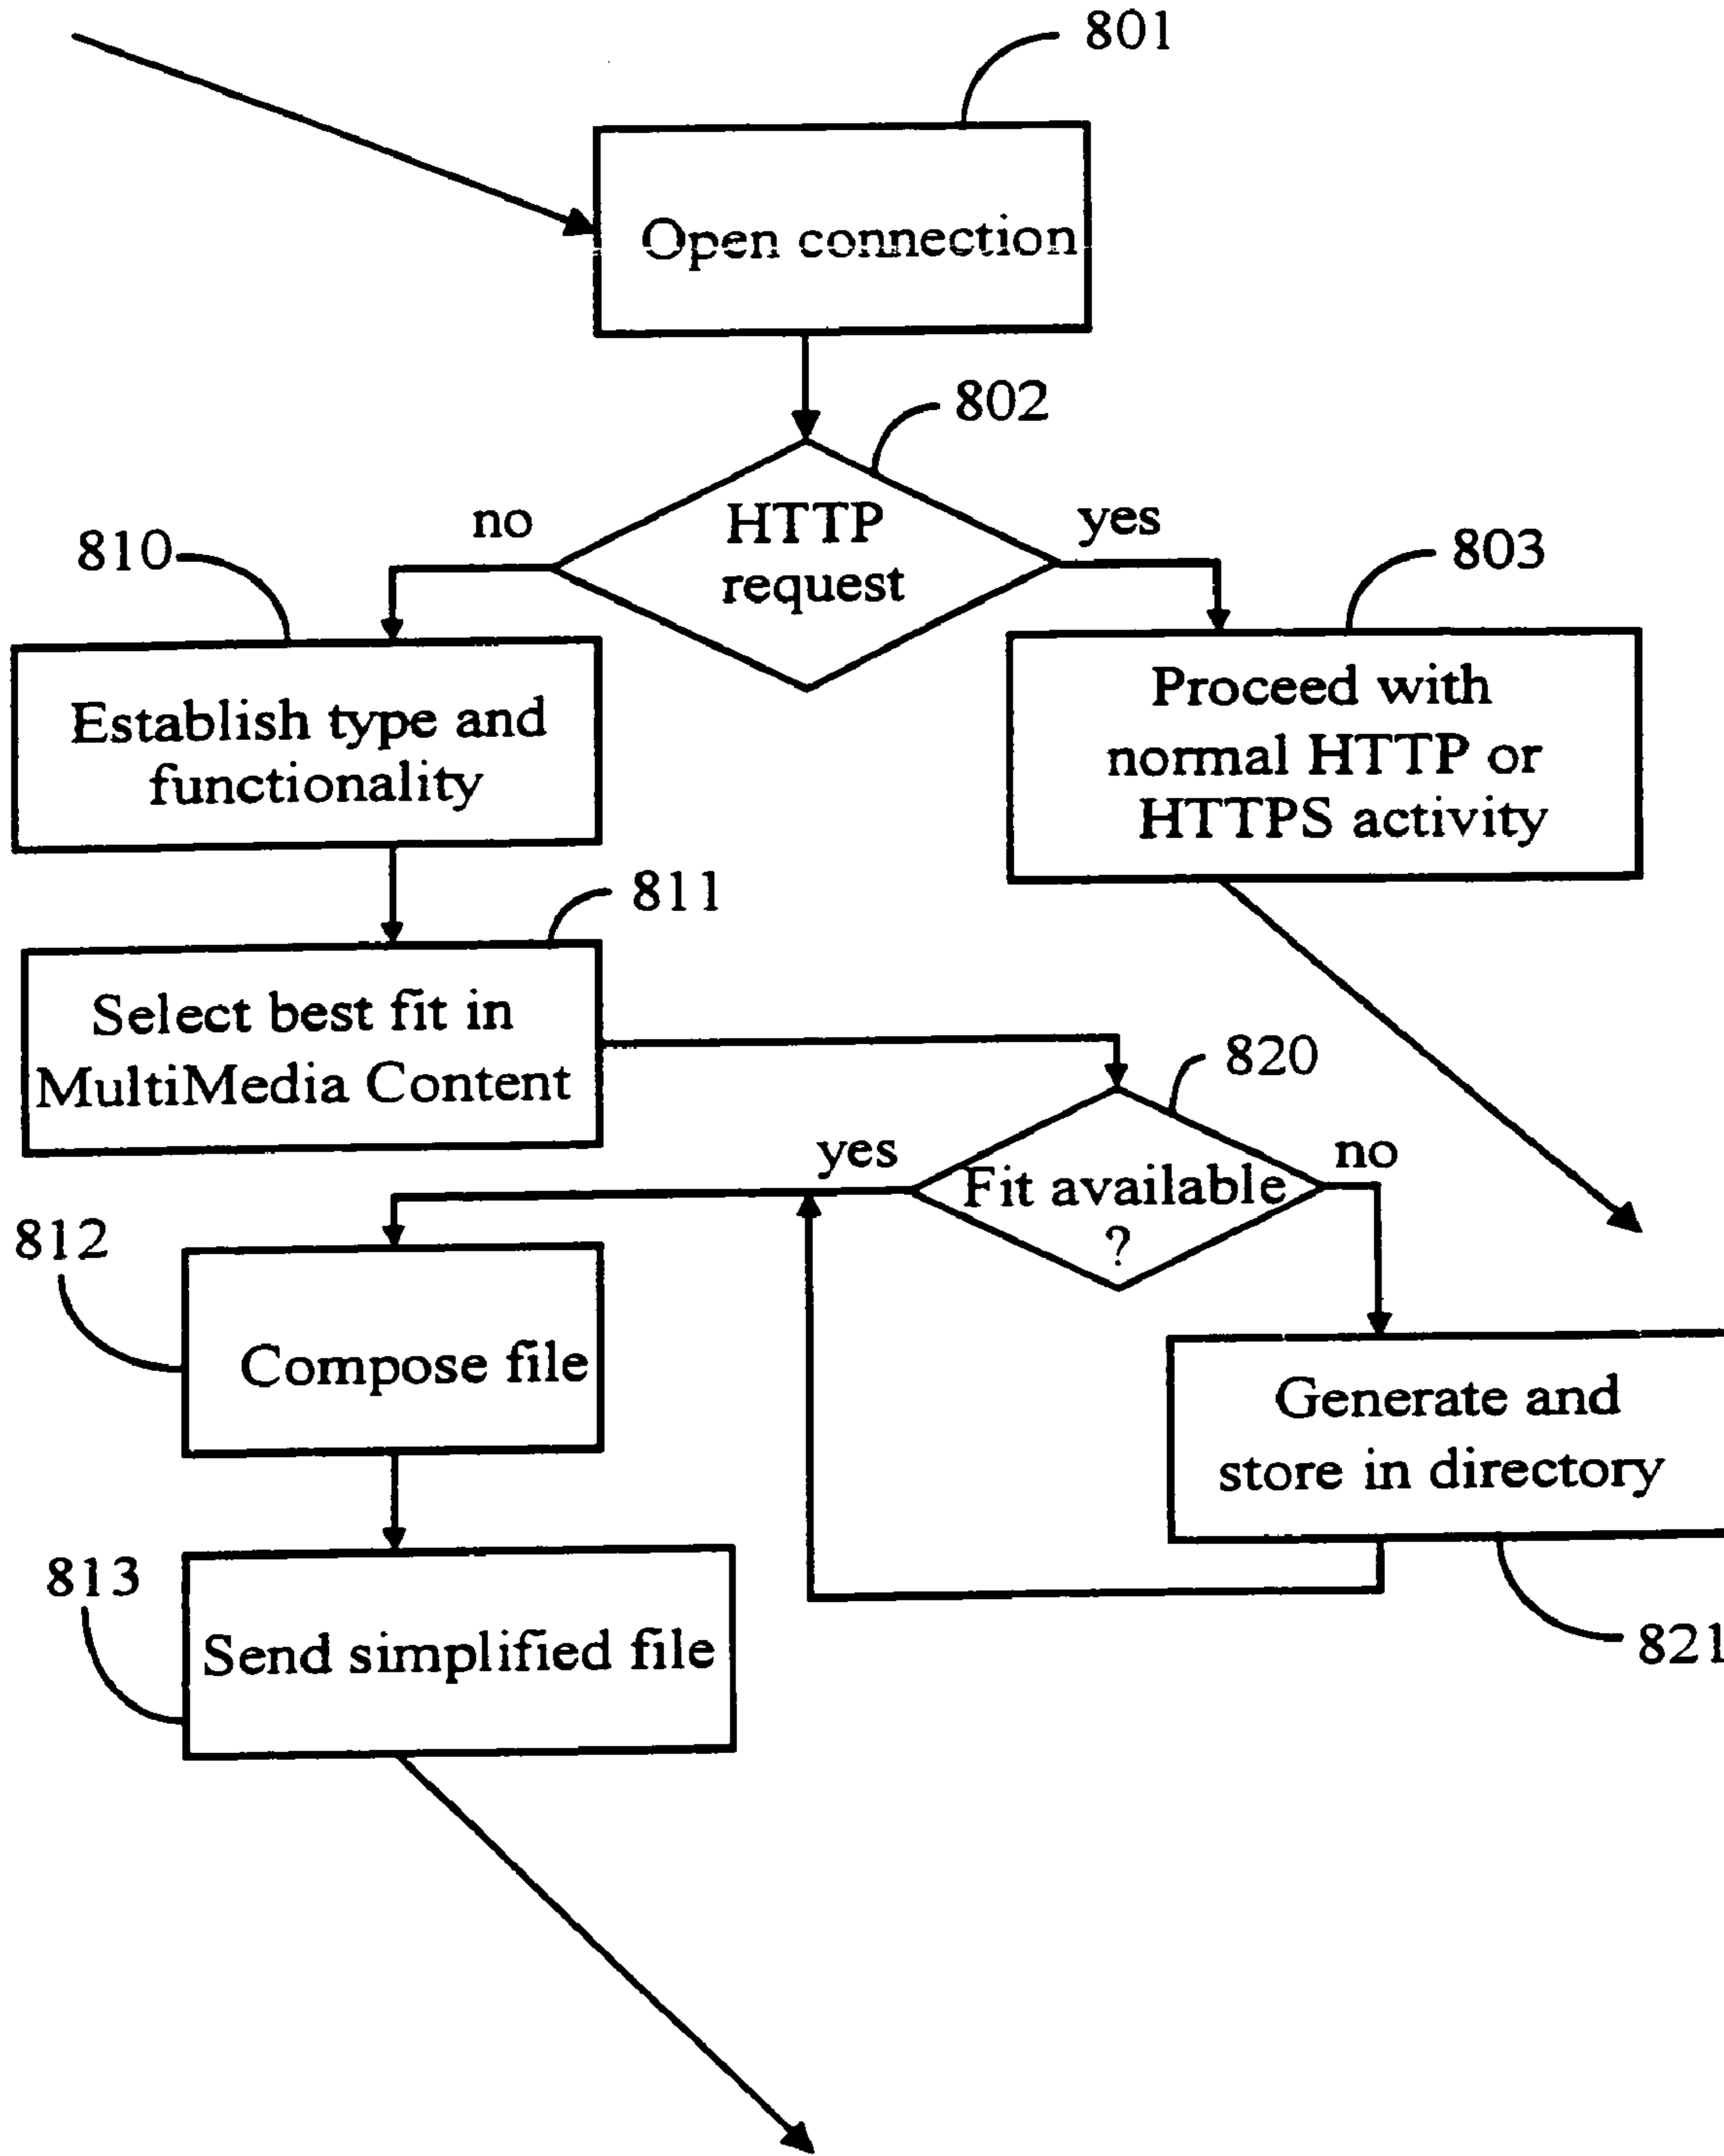 801
Open connection
802
HTTP
request
no
yes
810
803
Establish type and
functionality
Proceed with
normal HTTP or
HTTPS activity
811
Select best fit in
MultiMedia Content
820
Fit available
?
yes
no
812
Compose file
Generate and
store in directory
813
Send simplified file
821